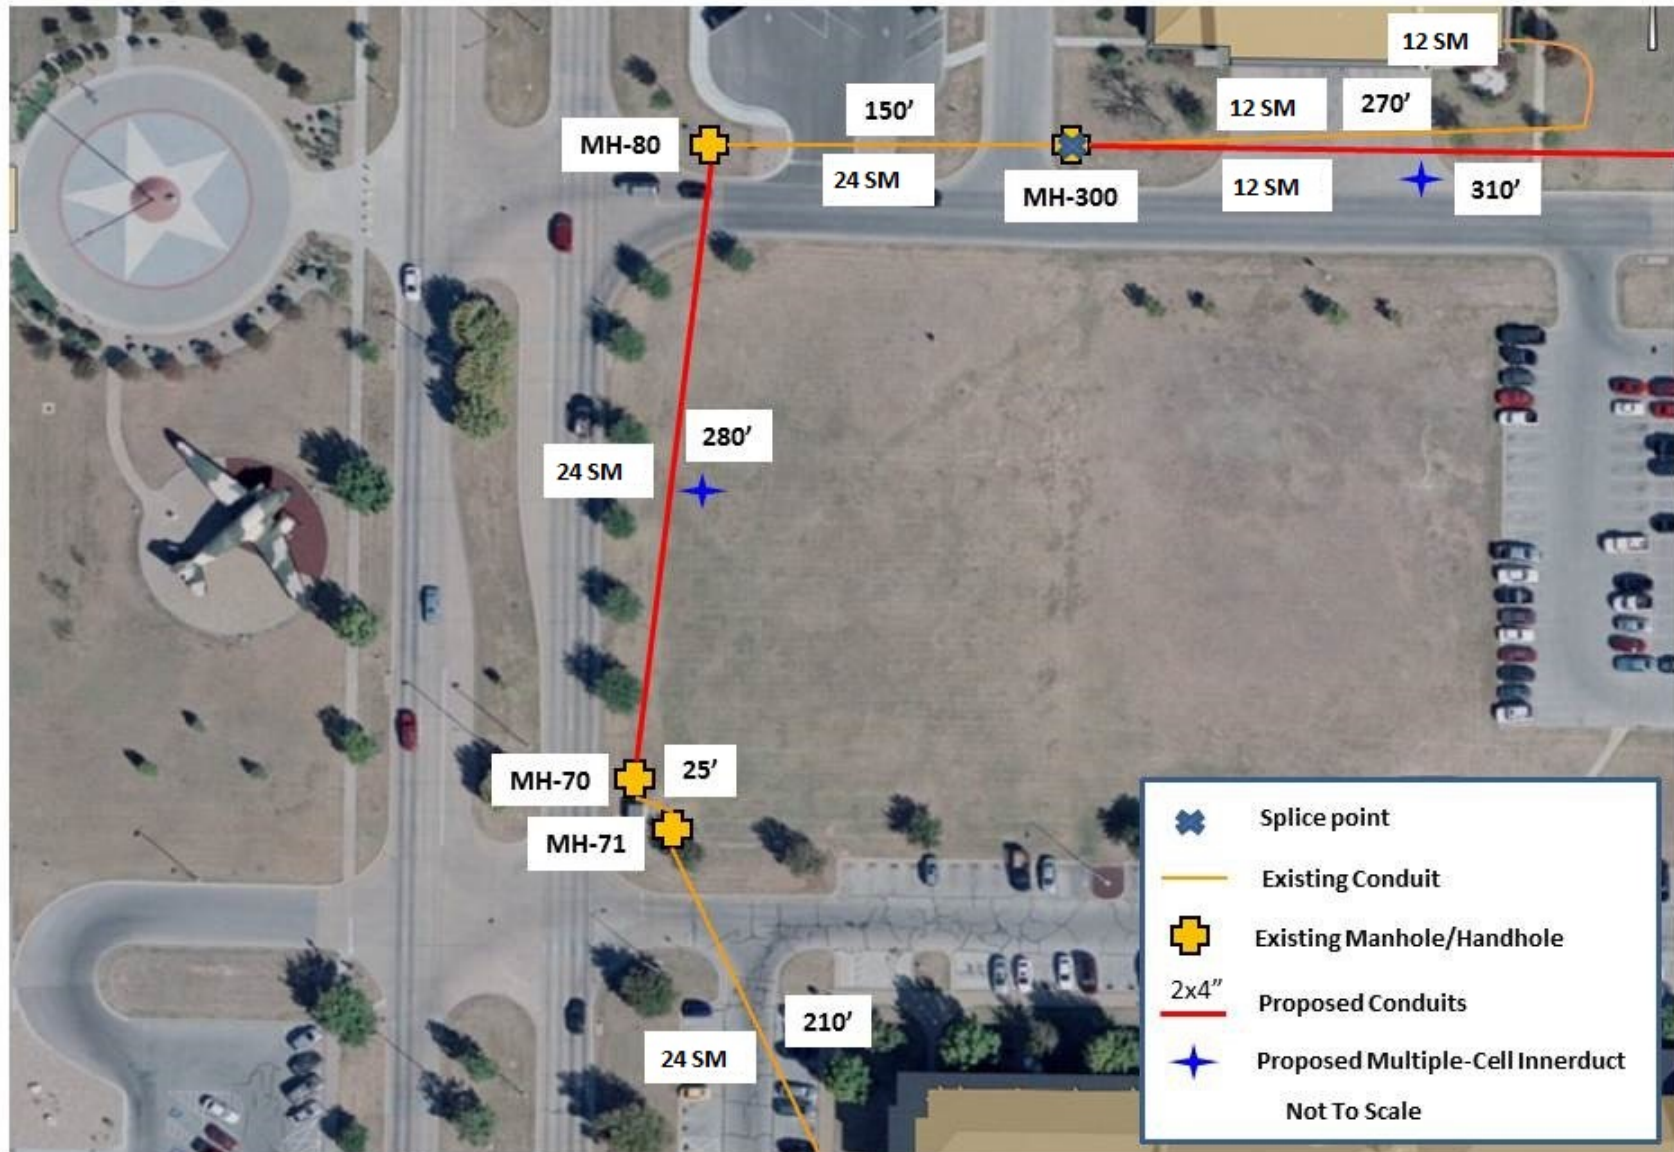 12 SM
150’
12 SM
270’
MH-80
24 SM
MH-300
12 SM
310’
280’
24 SM
MH-70
25’
MH-71
210’
24 SM
Splice point
Existing Conduit
Existing Manhole/Handhole
2x4”
Proposed Conduits
Proposed Multiple-Cell Innerduct
Not To Scale